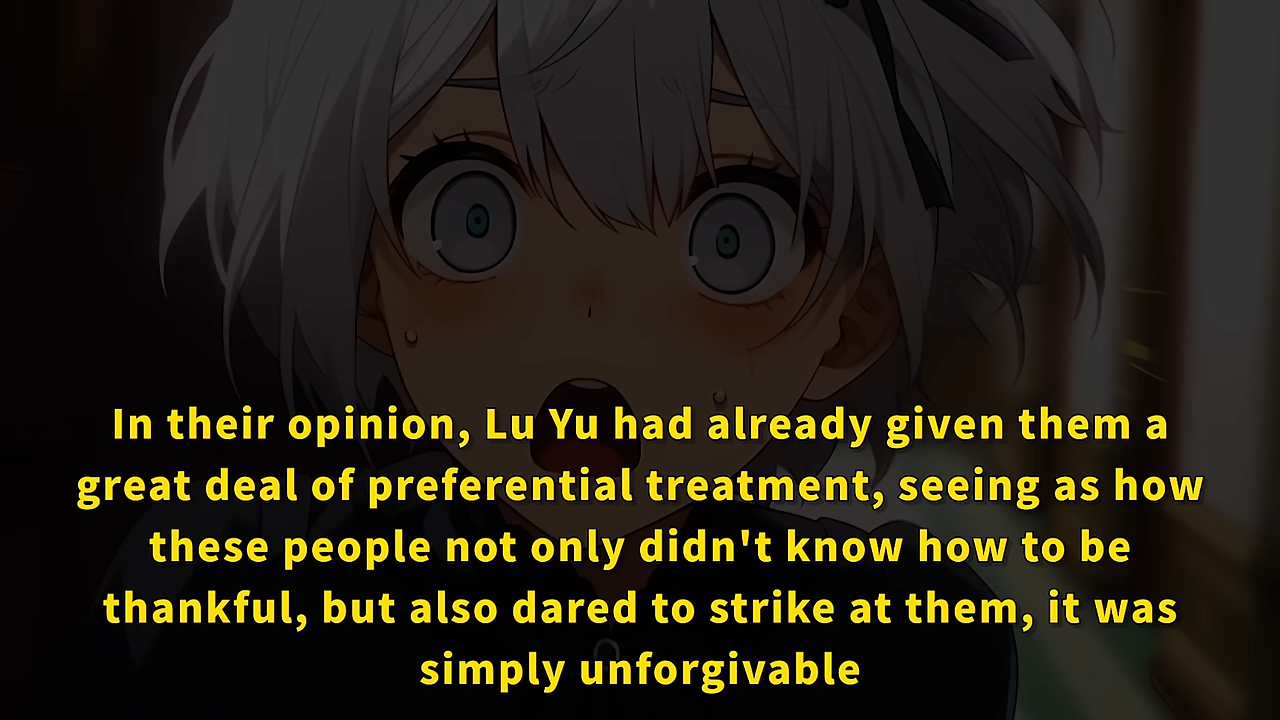 In their opinion, Lu Yu had already given them a
great deal of preferential treatment, seeing as how
these people not only didn't know how to be
thankful, but also dared to strike at them, it was
simply unforgivable